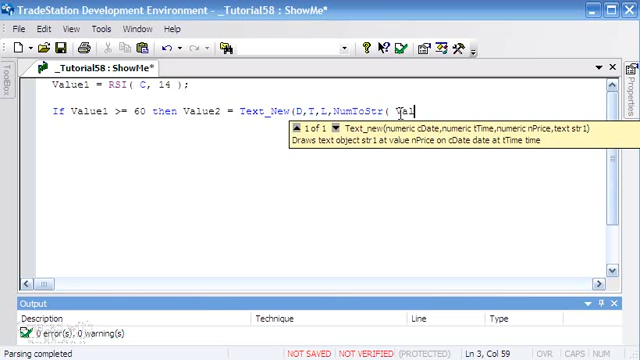 TradeStation Development Environment - _Tutorial58 : ShowMe*
File Edit View Tools Window Help
_Tutorial58 : ShowMe*
ToolBox
Properties
Value1 = RSI( C, 14 );
If Value1 >= 60 then Value2 = Text_New(D,T,L,NumToStr( Val
1 of 1 Text_new(numeric cDate,numeric tTime,numeric nPrice,text str1)
Draws text object str1 at value nPrice on cDate date at tTime time
Output
Description Technique Line Type
0 error(s), 0 warning(s)
Parsing completed NOT SAVED NOT VERIFIED (PROTECTED) Ln 3, Col 59 OVR CAPS NUM